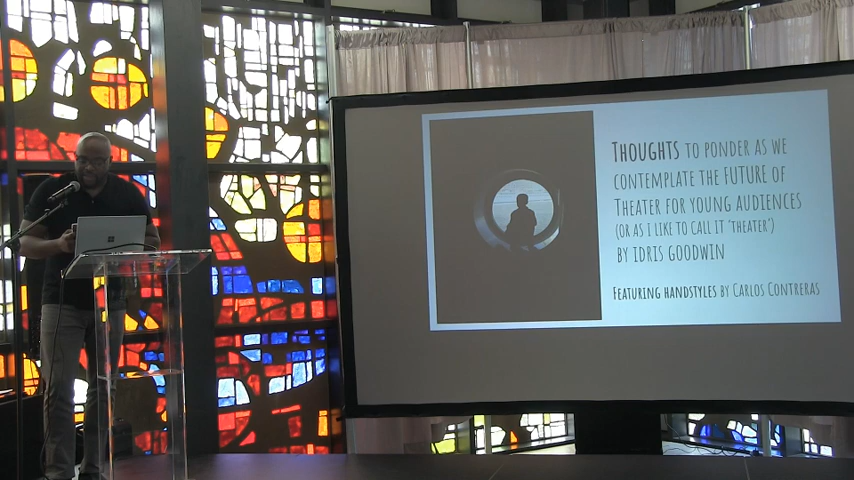 THOUGHTS TO PONDER AS WE
CONTEMPLATE THE FUTURE OF
THEATER FOR YOUNG AUDIENCES
(OR AS I LIKE TO CALL IT 'THEATER')
BY IDRIS GOODWIN
FEATURING HANDSTYLES BY CARLOS CONTRERAS